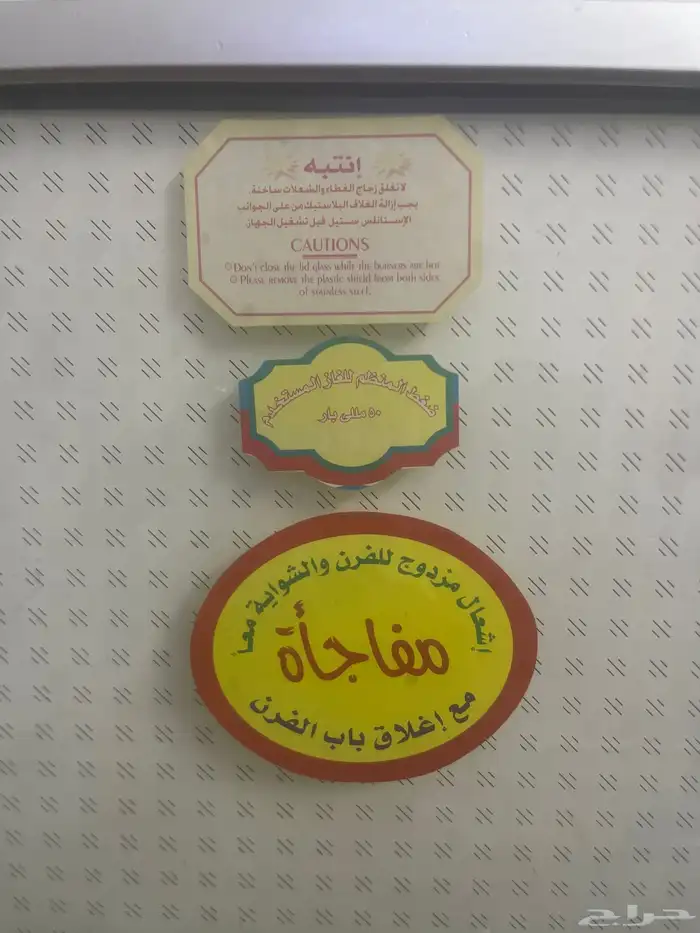 إنتبه
لا تغلق زجاج الغطاء والشعلات ساخنة
يجب إزالة الغلاف البلاستيك من على الجوانب
الإستانلس ستيل قبل تشغيل الجهاز
CAUTIONS
Don't close the lid glass while the burners are hot
Please remove the plastic shield from both sides
of stainless steel.
ضغط المنظم للغاز المستخدم
٥٠ مللى بار
إشعال مزدوج للفرن والشواية معاً
مفاجأة
مع إغلاق باب الفرن
حراج